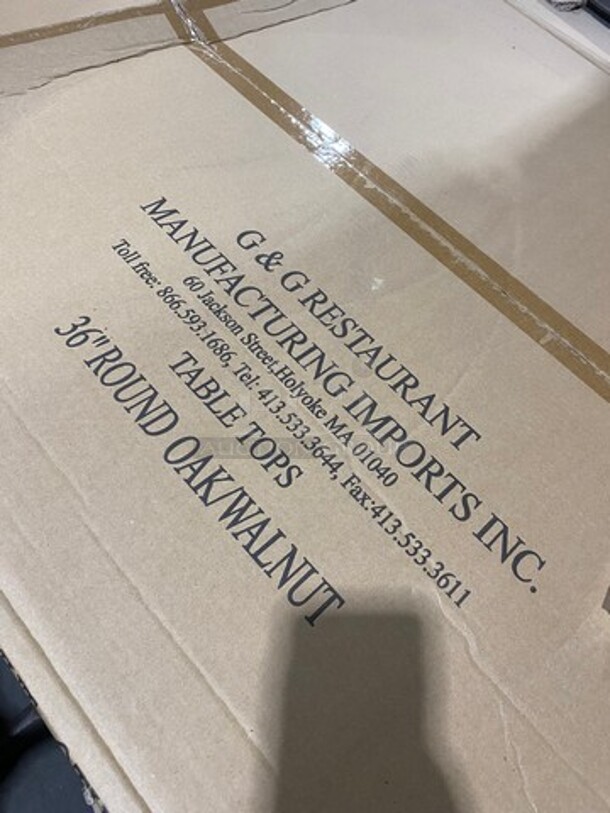 G & G RESTAURANT
MANUFACTURING IMPORTS INC.
60 Jackson Street,Holyoke MA 01040
Toll free: 866.593.1686, Tel: 413.533.3644, Fax:413.533.3611
TABLE TOPS
36"ROUND OAK/WALNUT